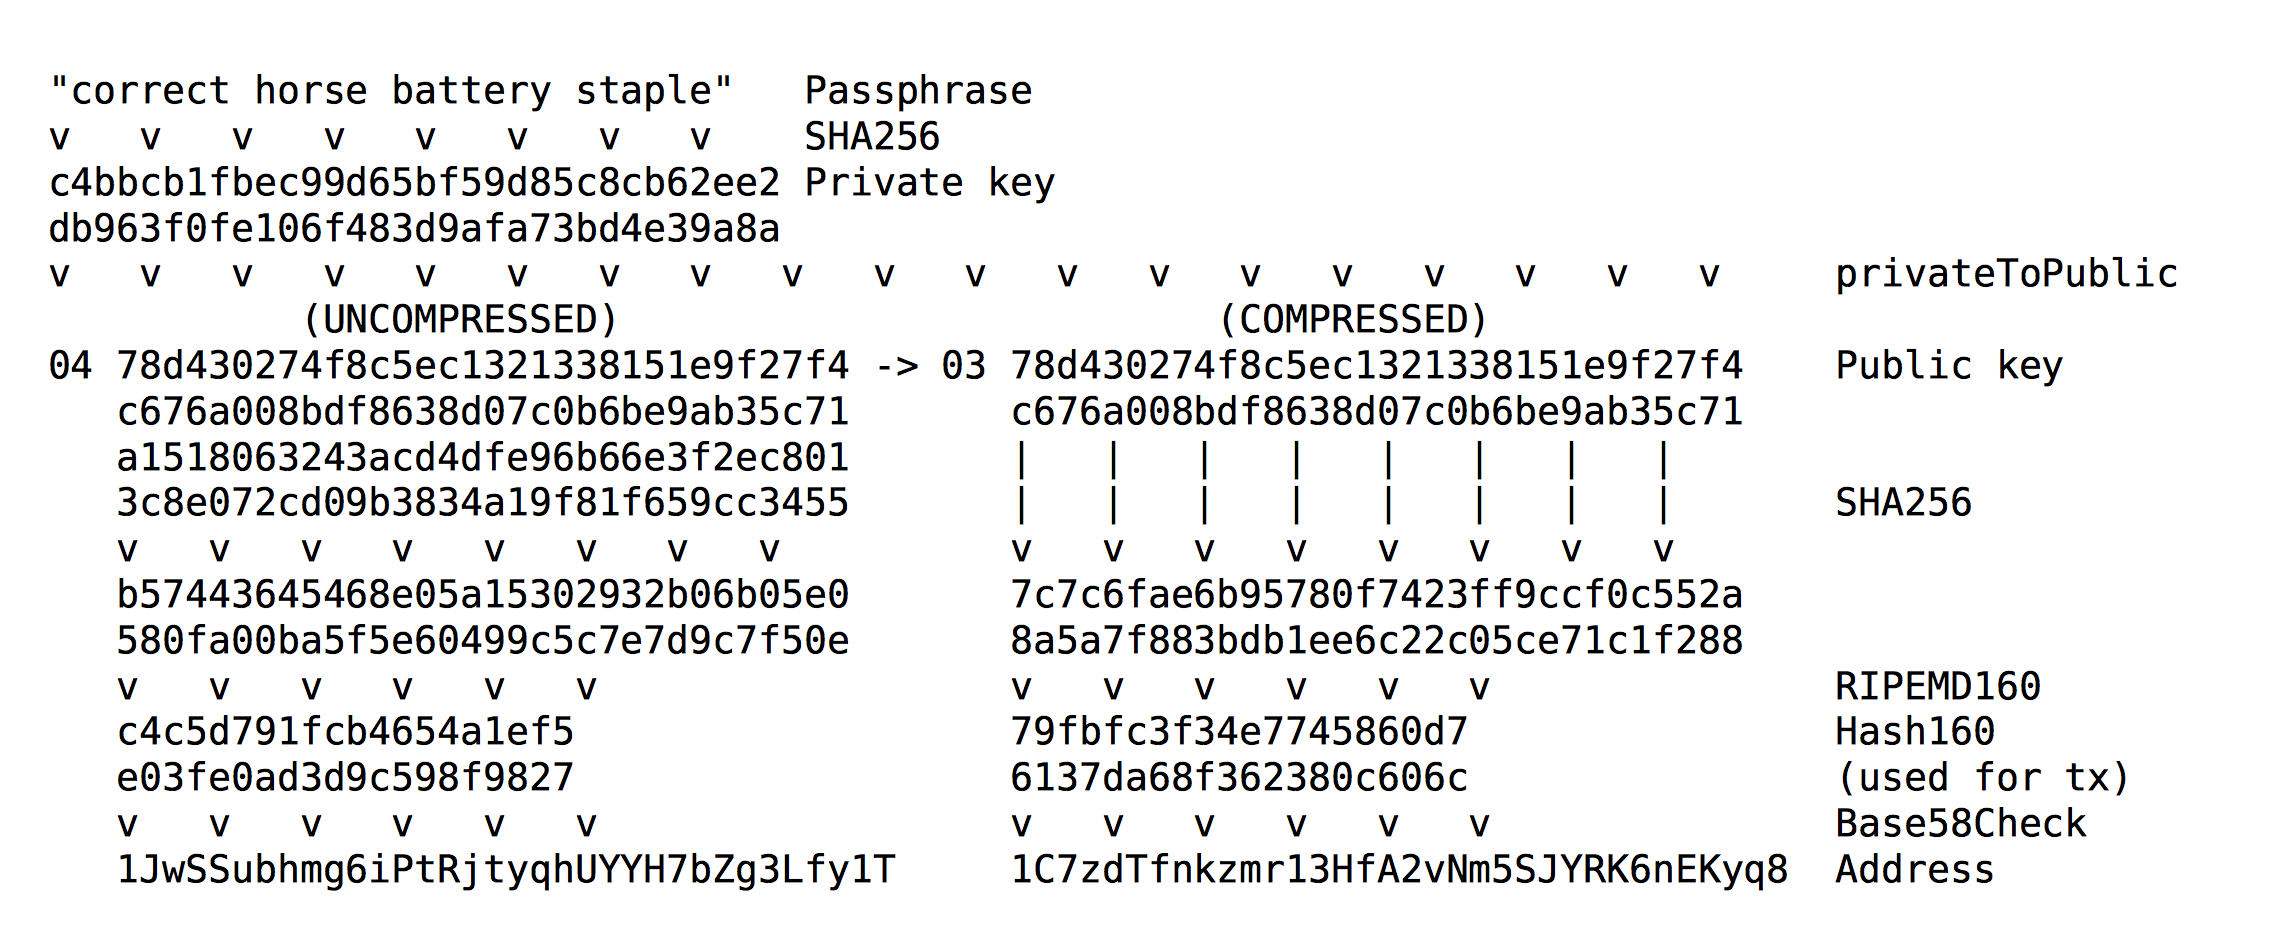 "correct horse battery staple"   Passphrase
v   v   v   v   v   v   v   v    SHA256
c4bbcb1fbec99d65bf59d85c8cb62ee2 Private key
db963f0fe106f483d9afa73bd4e39a8a
v   v   v   v   v   v   v   v   v   v   v   v   v   v   v   v   v   v   v     privateToPublic
           (UNCOMPRESSED)                          (COMPRESSED)
04 78d430274f8c5ec1321338151e9f27f4 -> 03 78d430274f8c5ec1321338151e9f27f4    Public key
   c676a008bdf8638d07c0b6be9ab35c71       c676a008bdf8638d07c0b6be9ab35c71
   a1518063243acd4dfe96b66e3f2ec801       |   |   |   |   |   |   |   |
   3c8e072cd09b3834a19f81f659cc3455       |   |   |   |   |   |   |   |       SHA256
   v   v   v   v   v   v   v   v          v   v   v   v   v   v   v   v
   b57443645468e05a15302932b06b05e0       7c7c6fae6b95780f7423ff9ccf0c552a
   580fa00ba5f5e60499c5c7e7d9c7f50e       8a5a7f883bdb1ee6c22c05ce71c1f288
   v   v   v   v   v   v                  v   v   v   v   v   v               RIPEMD160
   c4c5d791fcb4654a1ef5                   79fbfc3f34e7745860d7                Hash160
   e03fe0ad3d9c598f9827                   6137da68f362380c606c                (used for tx)
   v   v   v   v   v   v                  v   v   v   v   v   v               Base58Check
   1JwSSubhmg6iPtRjtyqhUYYH7bZg3Lfy1T     1C7zdTfnkzmr13HfA2vNm5SJYRK6nEKyq8  Address